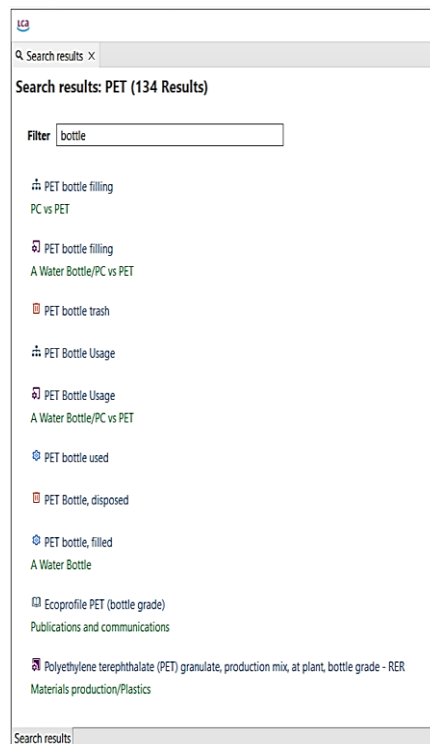 LCA
Search results ×
Search results: PET (134 Results)
Filter bottle
PET bottle filling
PC vs PET
PET bottle filling
A Water Bottle/PC vs PET
PET bottle trash
PET Bottle Usage
PET Bottle Usage
A Water Bottle/PC vs PET
PET bottle used
PET Bottle, disposed
PET bottle, filled
A Water Bottle
Ecoprofile PET (bottle grade)
Publications and communications
Polyethylene terephthalate (PET) granulate, production mix, at plant, bottle grade - RER
Materials production/Plastics
Search results